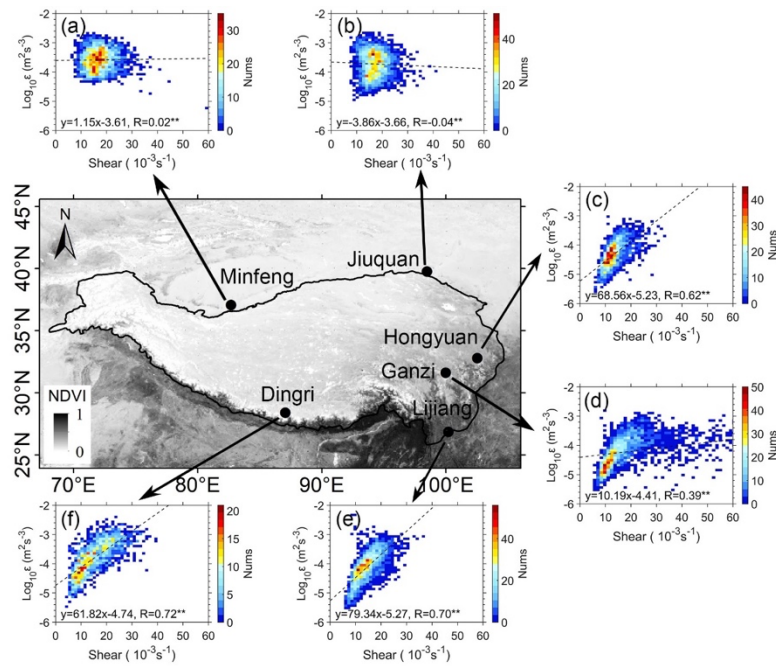 (a)
-2
-3
-4
-5
-6
Log10ε (m²s⁻³)
y=1.15x-3.61, R=0.02**
0 10 20 30 40 50 60
Shear ( 10⁻³s⁻¹)
30
20
10
0
Nums
(b)
-2
-3
-4
-5
-6
Log10ε (m²s⁻³)
y=-3.86x-3.66, R=-0.04**
0 10 20 30 40 50 60
Shear ( 10⁻³s⁻¹)
40
20
0
Nums
45°N
40°N
35°N
30°N
25°N
N
Minfeng
Jiuquan
Hongyuan
Ganzi
Dingri
Lijiang
NDVI
1
0
70°E 80°E 90°E 100°E
(c)
-2
-3
-4
-5
-6
Log10ε (m²s⁻³)
y=68.56x-5.23, R=0.62**
0 10 20 30 40 50 60
Shear ( 10⁻³s⁻¹)
40
30
20
10
0
Nums
(d)
-2
-3
-4
-5
-6
Log10ε (m²s⁻³)
y=10.19x-4.41, R=0.39**
0 10 20 30 40 50 60
Shear ( 10⁻³s⁻¹)
50
40
30
20
10
0
Nums
(f)
-2
-3
-4
-5
-6
Log10ε (m²s⁻³)
y=61.82x-4.74, R=0.72**
0 10 20 30 40 50 60
Shear ( 10⁻³s⁻¹)
20
15
10
5
0
Nums
(e)
-2
-3
-4
-5
-6
Log10ε (m²s⁻³)
y=79.34x-5.27, R=0.70**
0 10 20 30 40 50 60
Shear ( 10⁻³s⁻¹)
40
20
0
Nums